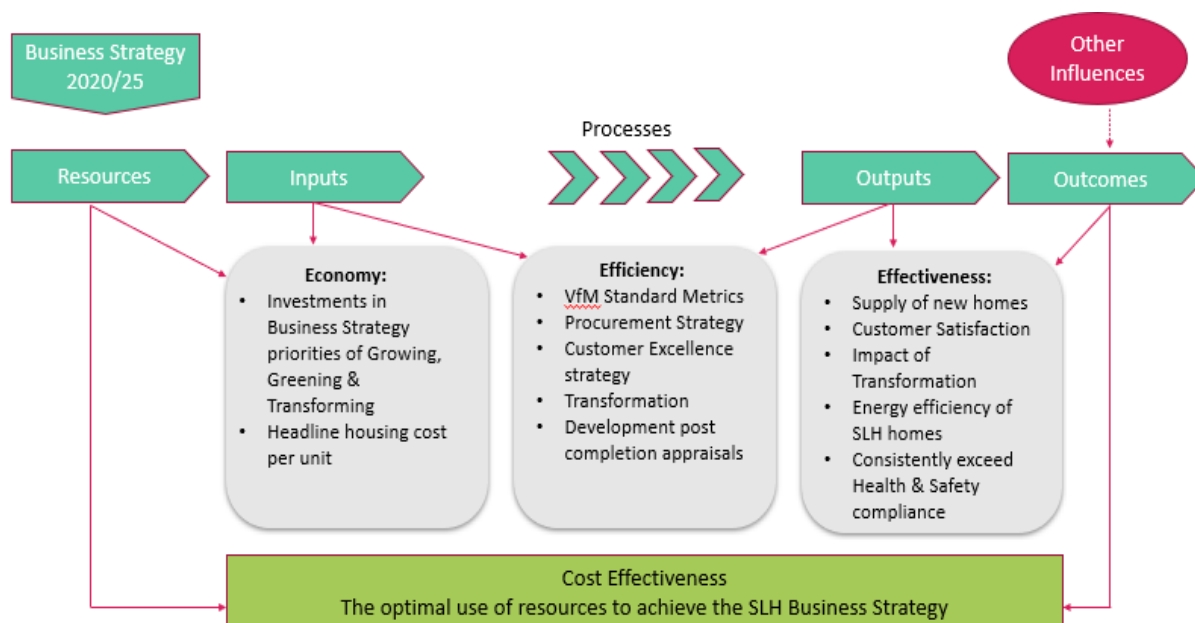 Business Strategy
2020/25
Other
Influences
Processes
Resources
Inputs
Outputs
Outcomes
Economy:
• Investments in
Business Strategy
priorities of Growing,
Greening &
Transforming
• Headline housing cost
per unit
Efficiency:
• VfM Standard Metrics
• Procurement Strategy
• Customer Excellence
strategy
• Transformation
• Development post
completion appraisals
Effectiveness:
• Supply of new homes
• Customer Satisfaction
• Impact of
Transformation
• Energy efficiency of
SLH homes
• Consistently exceed
Health & Safety
compliance
Cost Effectiveness
The optimal use of resources to achieve the SLH Business Strategy